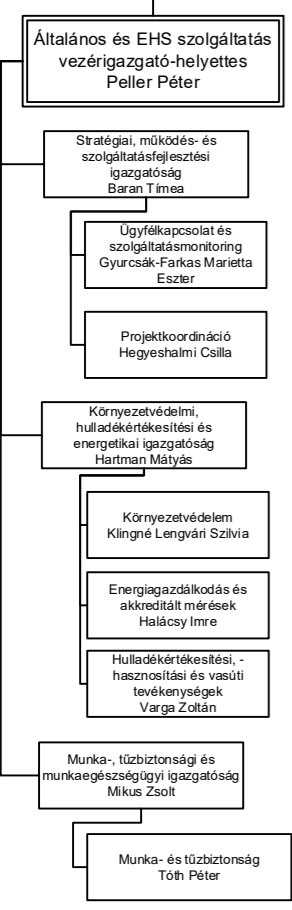 Általános és EHS szolgáltatás
vezérigazgató-helyettes
Peller Péter
Stratégiai, működés- és
szolgáltatásfejlesztési
igazgatóság
Baran Tímea
Ügyfélkapcsolat és
szolgáltatásmonitoring
Gyurcsák-Farkas Marietta
Eszter
Projektkoordináció
Hegyeshalmi Csilla
Környezetvédelmi,
hulladékértékesítési és
energetikai igazgatóság
Hartman Mátyás
Környezetvédelem
Klingné Lengvári Szilvia
Energiagazdálkodás és
akkreditált mérések
Halácsy Imre
Hulladékértékesítési, -
hasznosítási és vasúti
tevékenységek
Varga Zoltán
Munka-, tűzbiztonsági és
munkaegészségügyi igazgatóság
Mikus Zsolt
Munka- és tűzbiztonság
Tóth Péter